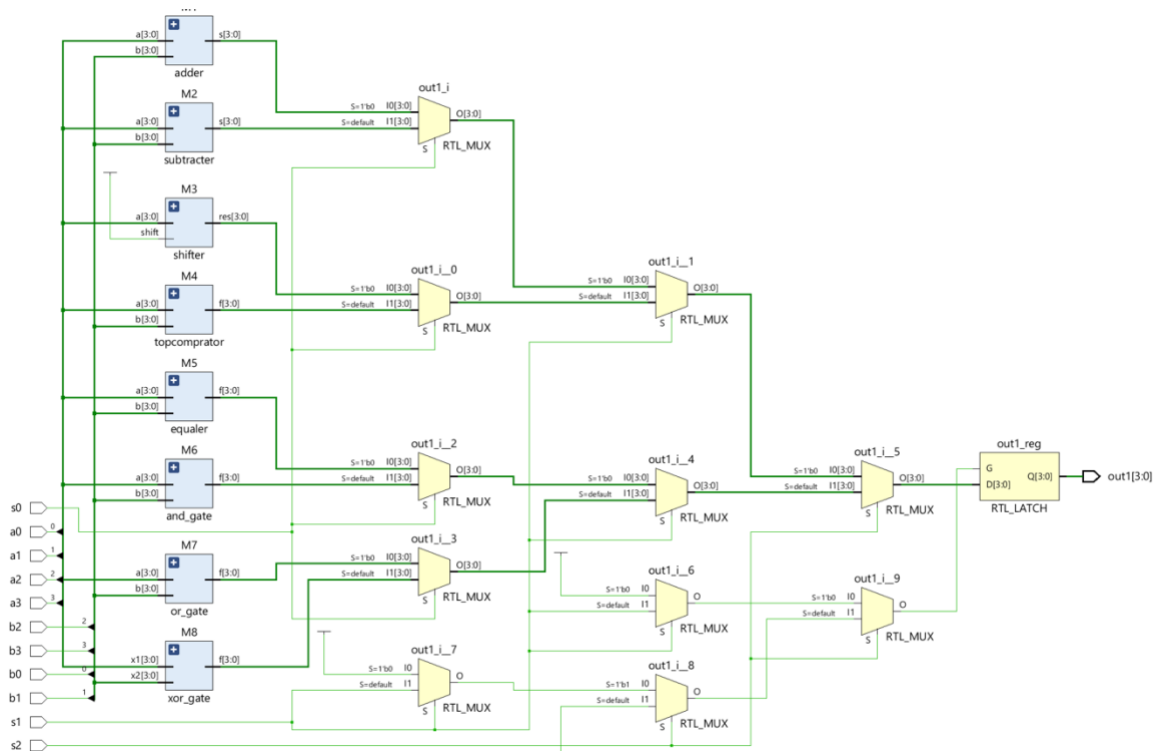 a[3:0] s[3:0]
b[3:0]
adder
M2
a[3:0] s[3:0]
b[3:0]
subtracter
M3
a[3:0] res[3:0]
shift
shifter
M4
a[3:0] f[3:0]
b[3:0]
topcomprator
M5
a[3:0] f[3:0]
b[3:0]
equaler
M6
a[3:0] f[3:0]
b[3:0]
and_gate
M7
a[3:0] f[3:0]
b[3:0]
or_gate
M8
x1[3:0] f[3:0]
x2[3:0]
xor_gate
s0
a0 0
a1 1
a2 2
a3 3
b2 2
b3 3
b0 0
b1 1
s1
s2
out1_i
S=1'b0 I0[3:0] O[3:0]
S=default I1[3:0]
S RTL_MUX
out1_i__0
S=1'b0 I0[3:0] O[3:0]
S=default I1[3:0]
S RTL_MUX
out1_i__2
S=1'b0 I0[3:0] O[3:0]
S=default I1[3:0]
S RTL_MUX
out1_i__3
S=1'b0 I0[3:0] O[3:0]
S=default I1[3:0]
S RTL_MUX
out1_i__7
S=1'b0 I0 O
S=default I1
S RTL_MUX
out1_i__1
S=1'b0 I0[3:0] O[3:0]
S=default I1[3:0]
S RTL_MUX
out1_i__4
S=1'b0 I0[3:0] O[3:0]
S=default I1[3:0]
S RTL_MUX
out1_i__6
S=1'b0 I0 O
S=default I1
S RTL_MUX
out1_i__8
S=1'b1 I0 O
S=default I1
S RTL_MUX
out1_i__5
S=1'b0 I0[3:0] O[3:0]
S=default I1[3:0]
S RTL_MUX
out1_i__9
S=1'b0 I0 O
S=default I1
S RTL_MUX
out1_reg
G
D[3:0] Q[3:0]
RTL_LATCH
out1[3:0]